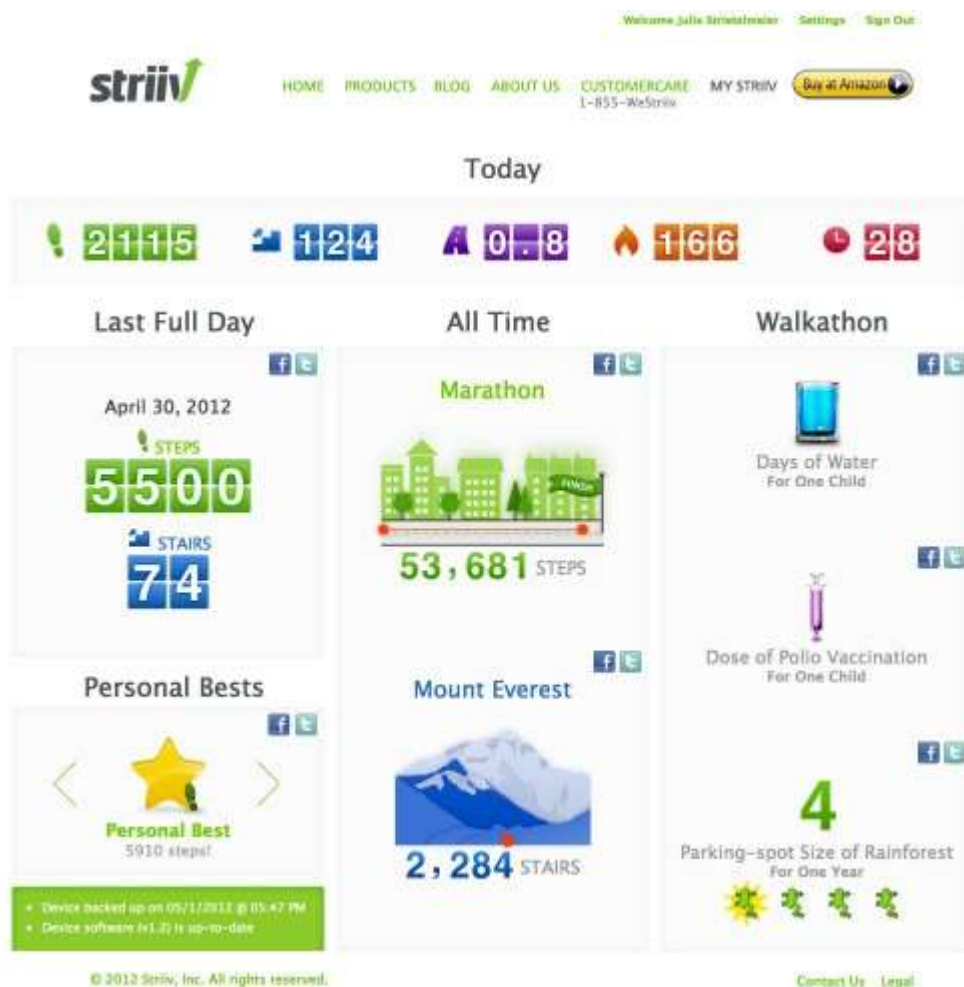 Welcome Julie Strietelmeier Settings Sign Out
striiv
HOME PRODUCTS BLOG ABOUT US CUSTOMERCARE MY STRIIV Buy at Amazon
1-855-WeStriiv
Today
2115 124 0.8 166 28
Last Full Day
April 30, 2012
STEPS
5500
STAIRS
74
Personal Bests
Personal Best
5910 steps!
Device backed up on 05/1/2012 @ 05:47 PM
Device software (v1.2) is up-to-date
All Time
Marathon
FINISH
53,681 STEPS
Mount Everest
2,284 STAIRS
Walkathon
Days of Water
For One Child
Dose of Polio Vaccination
For One Child
4
Parking-spot Size of Rainforest
For One Year
© 2012 Striiv, Inc. All rights reserved.
Contact Us Legal